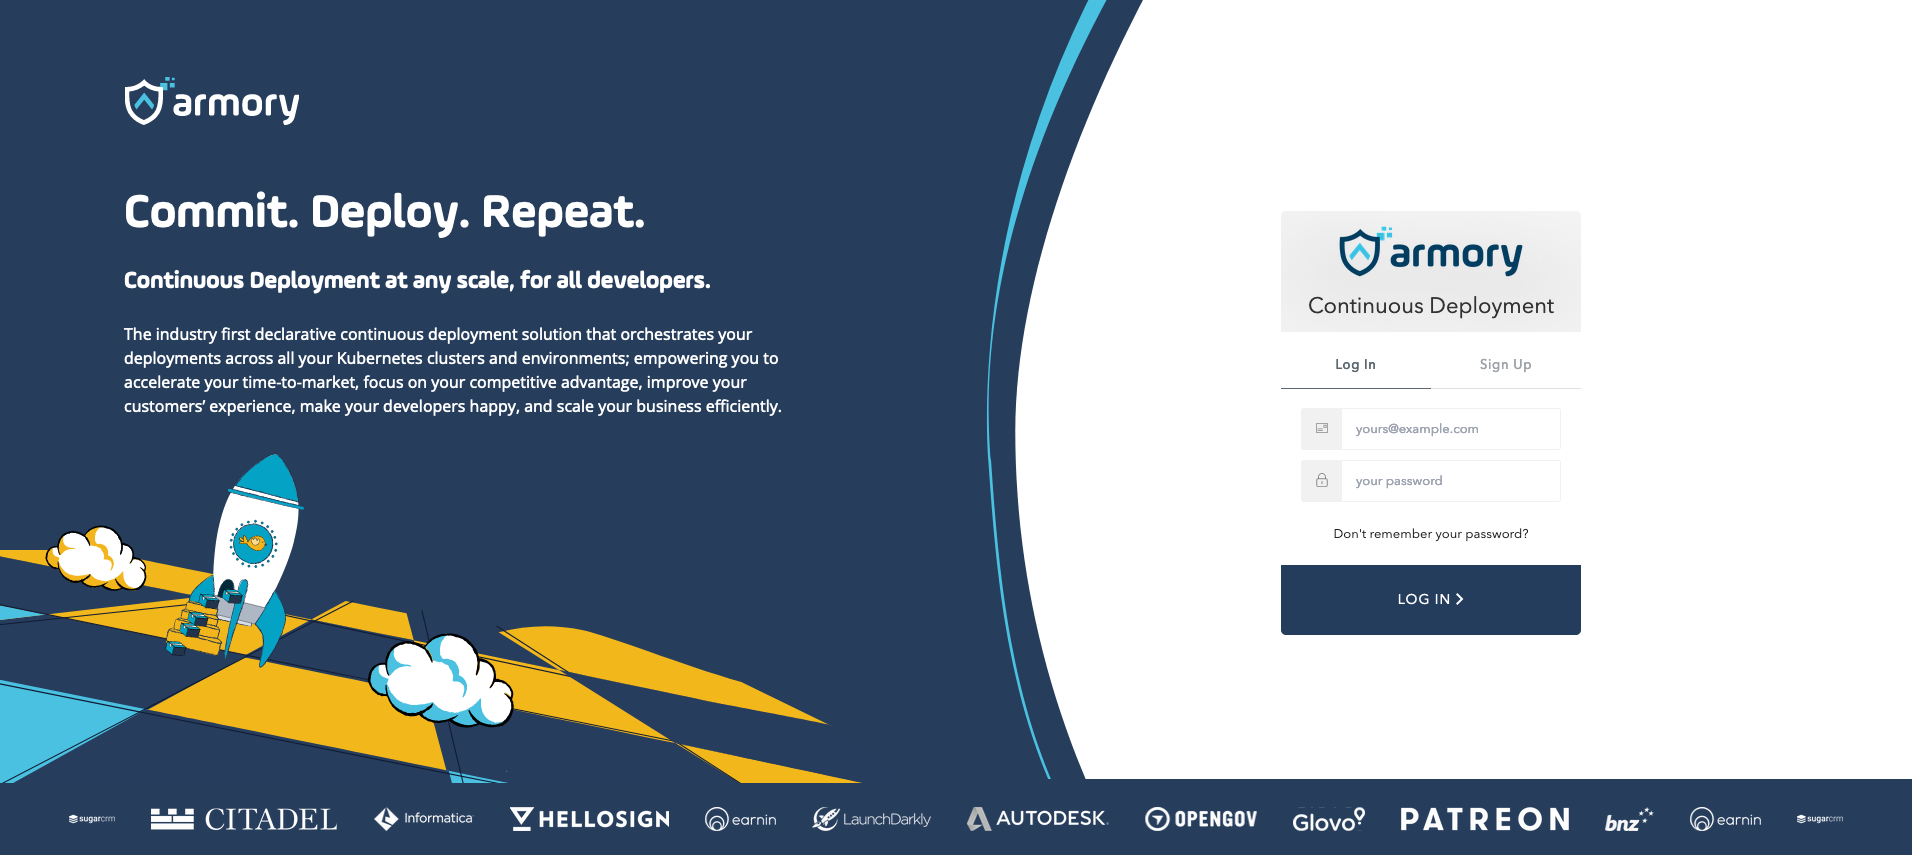 armory
Commit. Deploy. Repeat.
Continuous Deployment at any scale, for all developers.
The industry first declarative continuous deployment solution that orchestrates your
deployments across all your Kubernetes clusters and environments; empowering you to
accelerate your time-to-market, focus on your competitive advantage, improve your
customers’ experience, make your developers happy, and scale your business efficiently.
armory
Continuous Deployment
Log In
Sign Up
yours@example.com
your password
Don't remember your password?
LOG IN
sugarcrm
CITADEL
Informatica
HELLOSIGN
earnin
LaunchDarkly
AUTODESK.
OPENGOV
Glovo
PATREON
bnz
earnin
sugarcrm